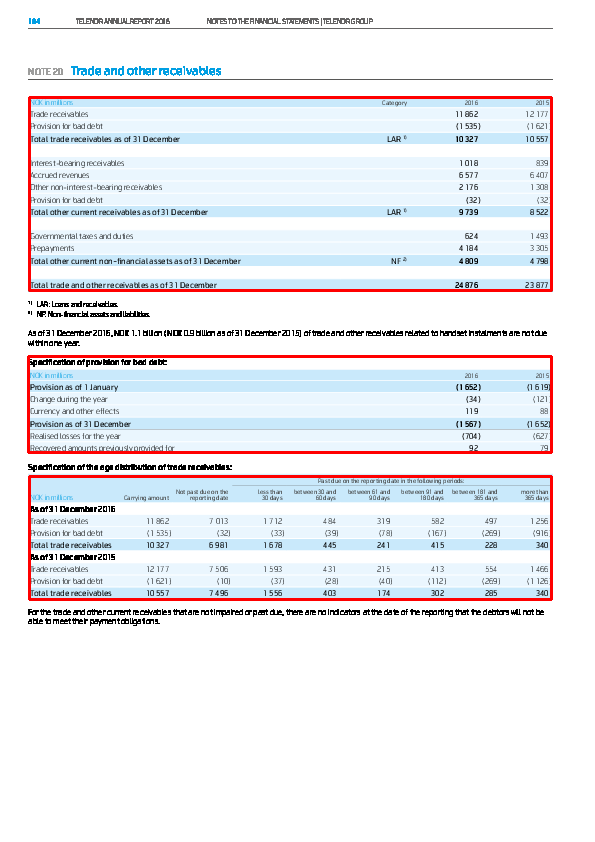 184 TELENOR ANNUAL REPORT 2016 NOTES TO THE FINANCIAL STATEMENTS | TELENOR GROUP
NOTE 20 Trade and other receivables
NOK in millions Category 2016 2015
Trade receivables 11 862 12 177
Provision for bad debt (1 535) (1 621
Total trade receivables as of 31 December LAR 1) 10 327 10 557
Interest-bearing receivables 1 018 839
Accrued revenues 6 577 6 407
Other non-interest-bearing receivables 2 176 1 308
Provision for bad debt (32) (32
Total other current receivables as of 31 December LAR 1) 9 739 8 522
Governmental taxes and duties 624 1 493
Prepayments 4 184 3 305
Total other current non-financial assets as of 31 December NF 2) 4 809 4 798
Total trade and other receivables as of 31 December 24 876 23 877
1) LAR: Loans and receivables.
2) NF: Non-financial assets and liabilities.
As of 31 December 2016, NOK 1.1 billion (NOK 0.9 billion as of 31 December 2015) of trade and other receivables related to handset instalments are not due
within one year.
Specification of provision for bad debt:
NOK in millions 2016 2015
Provision as of 1 January (1 652) (1 619)
Change during the year (34) (121
Currency and other effects 119 88
Provision as of 31 December (1 567) (1 652)
Realised losses for the year (704) (627
Recovered amounts previously provided for 92 79
Specification of the age distribution of trade receivables:
Past due on the reporting date in the following periods:
NOK in millions Carrying amount Not past due on the reporting date less than 30 days between 30 and 60 days between 61 and 90 days between 91 and 180 days between 181 and 365 days more than 365 days
As of 31 December 2016
Trade receivables 11 862 7 013 1 712 484 319 582 497 1 256
Provision for bad debt (1 535) (32) (33) (39) (78) (167) (269) (916
Total trade receivables 10 327 6 981 1 678 445 241 415 228 340
As of 31 December 2015
Trade receivables 12 177 7 506 1 593 431 215 413 554 1 466
Provision for bad debt (1 621) (10) (37) (28) (40) (112) (269) (1 126
Total trade receivables 10 557 7 496 1 556 403 174 302 285 340
For the trade and other current receivables that are not impaired or past due, there are no indicators at the date of the reporting that the debtors will not be
able to meet their payment obligations.